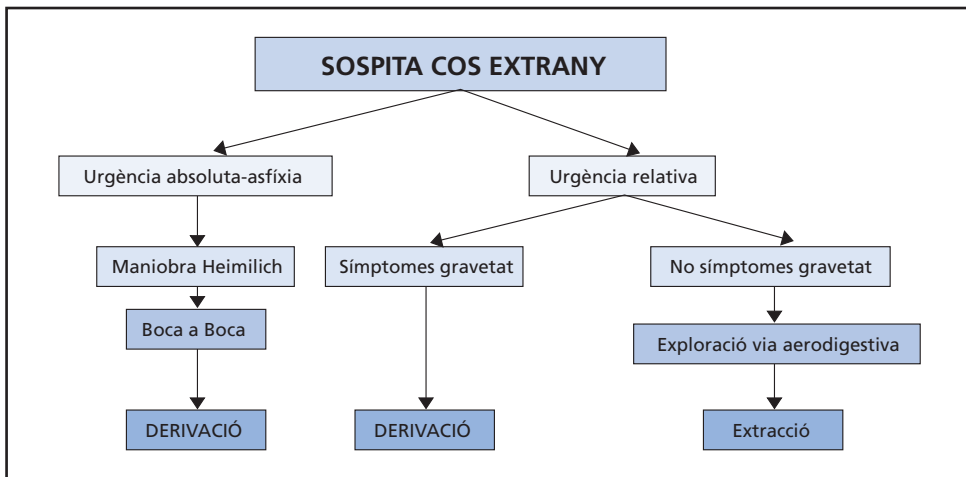 SOSPITA COS EXTRANY
Urgència absoluta-asfíxia
Urgència relativa
Maniobra Heimilich
Símptomes gravetat
No símptomes gravetat
Boca a Boca
Exploració via aerodigestiva
DERIVACIÓ
DERIVACIÓ
Extracció